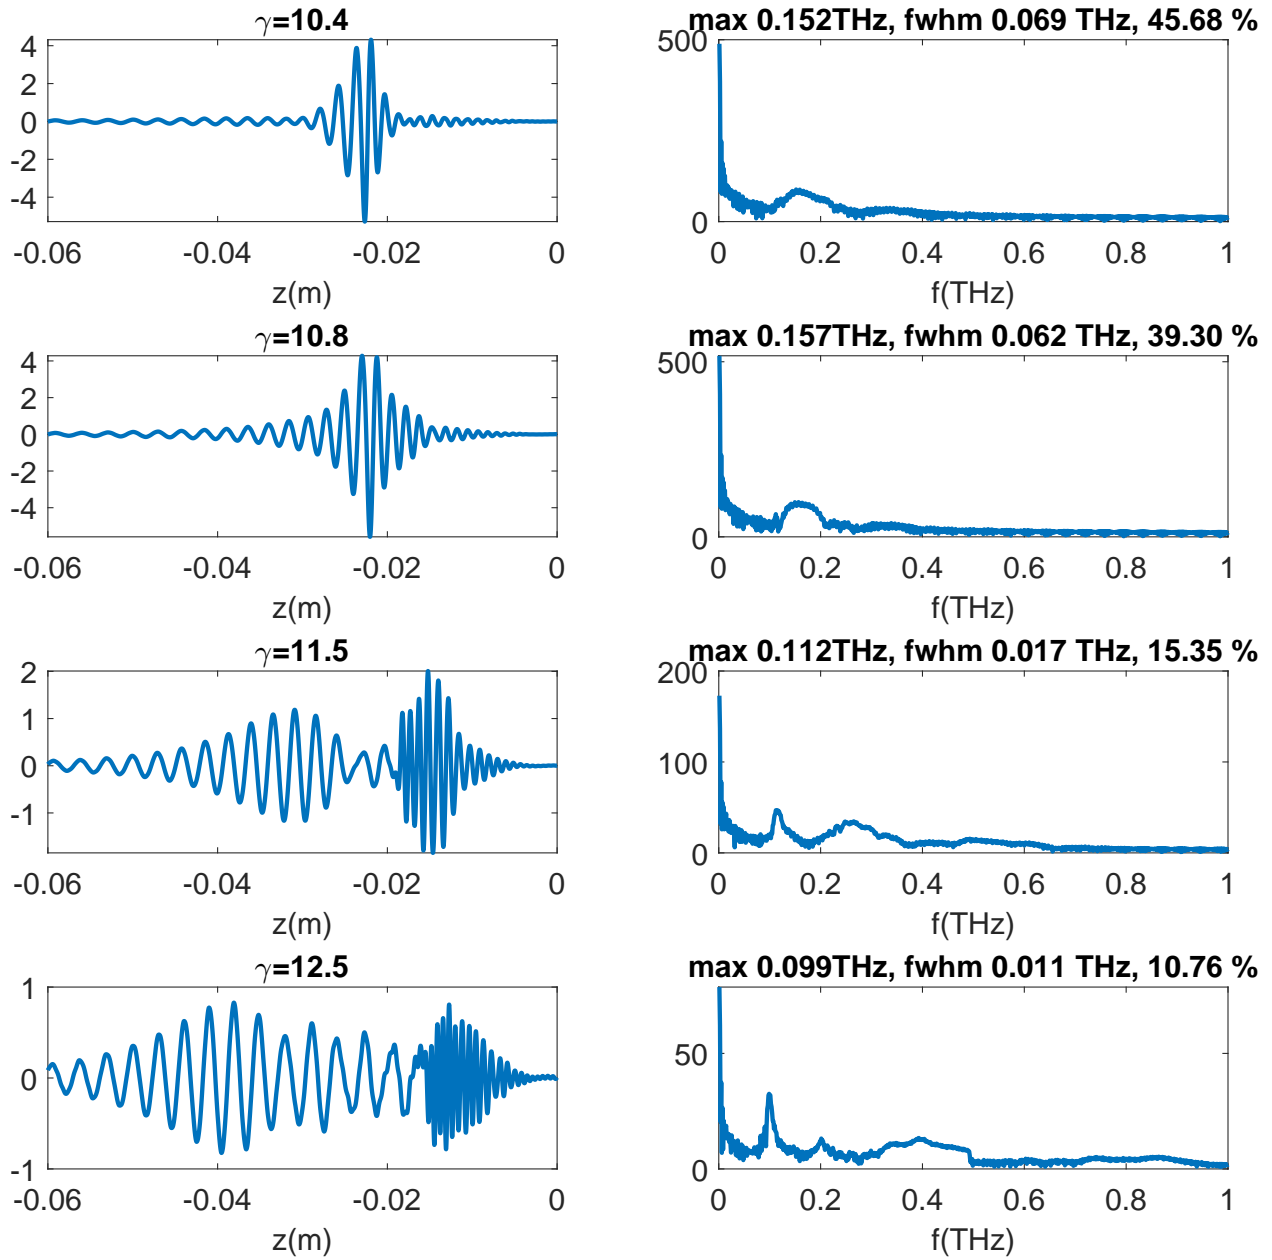 γ=10.4
max 0.152THz, fwhm 0.069 THz, 45.68 %
4
2
0
-2
-4
500
0
-0.06 -0.04 -0.02 0
0 0.2 0.4 0.6 0.8 1
z(m)
f(THz)
γ=10.8
max 0.157THz, fwhm 0.062 THz, 39.30 %
4
2
0
-2
-4
500
0
-0.06 -0.04 -0.02 0
0 0.2 0.4 0.6 0.8 1
z(m)
f(THz)
γ=11.5
max 0.112THz, fwhm 0.017 THz, 15.35 %
2
1
0
-1
200
100
0
-0.06 -0.04 -0.02 0
0 0.2 0.4 0.6 0.8 1
z(m)
f(THz)
γ=12.5
max 0.099THz, fwhm 0.011 THz, 10.76 %
1
0
-1
50
0
-0.06 -0.04 -0.02 0
0 0.2 0.4 0.6 0.8 1
z(m)
f(THz)